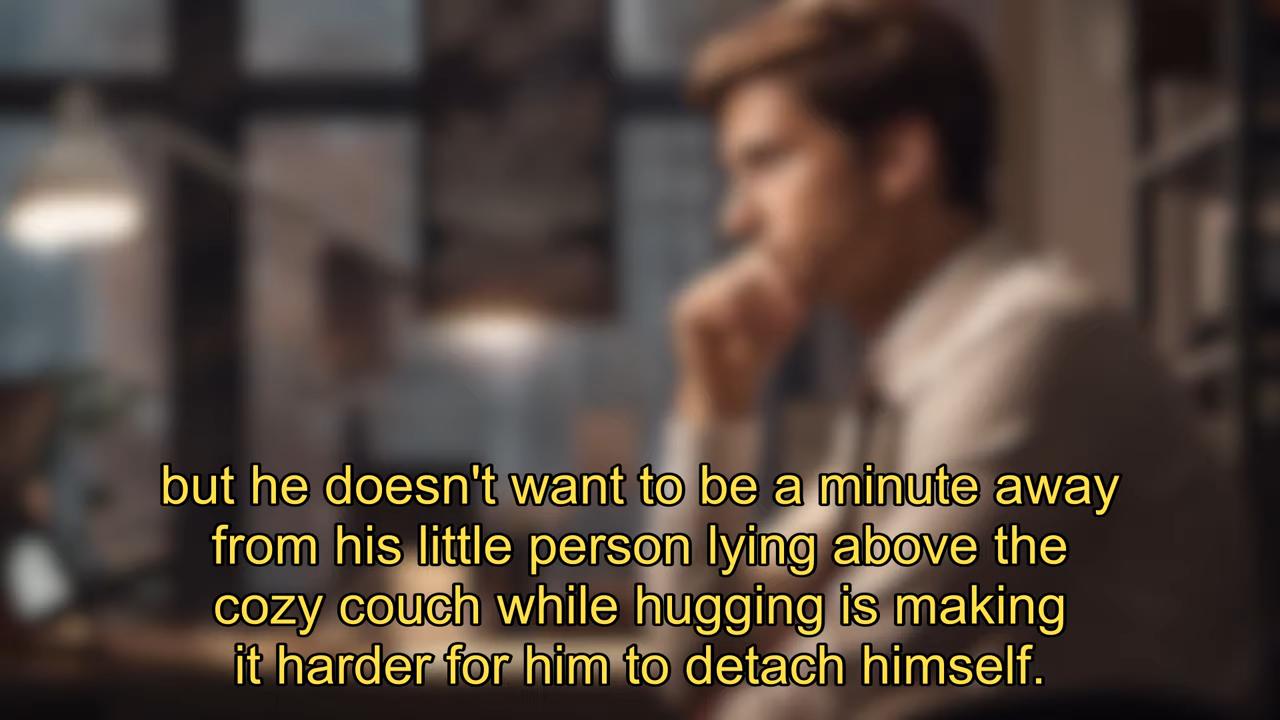 but he doesn't want to be a minute away
from his little person lying above the
cozy couch while hugging is making
it harder for him to detach himself.